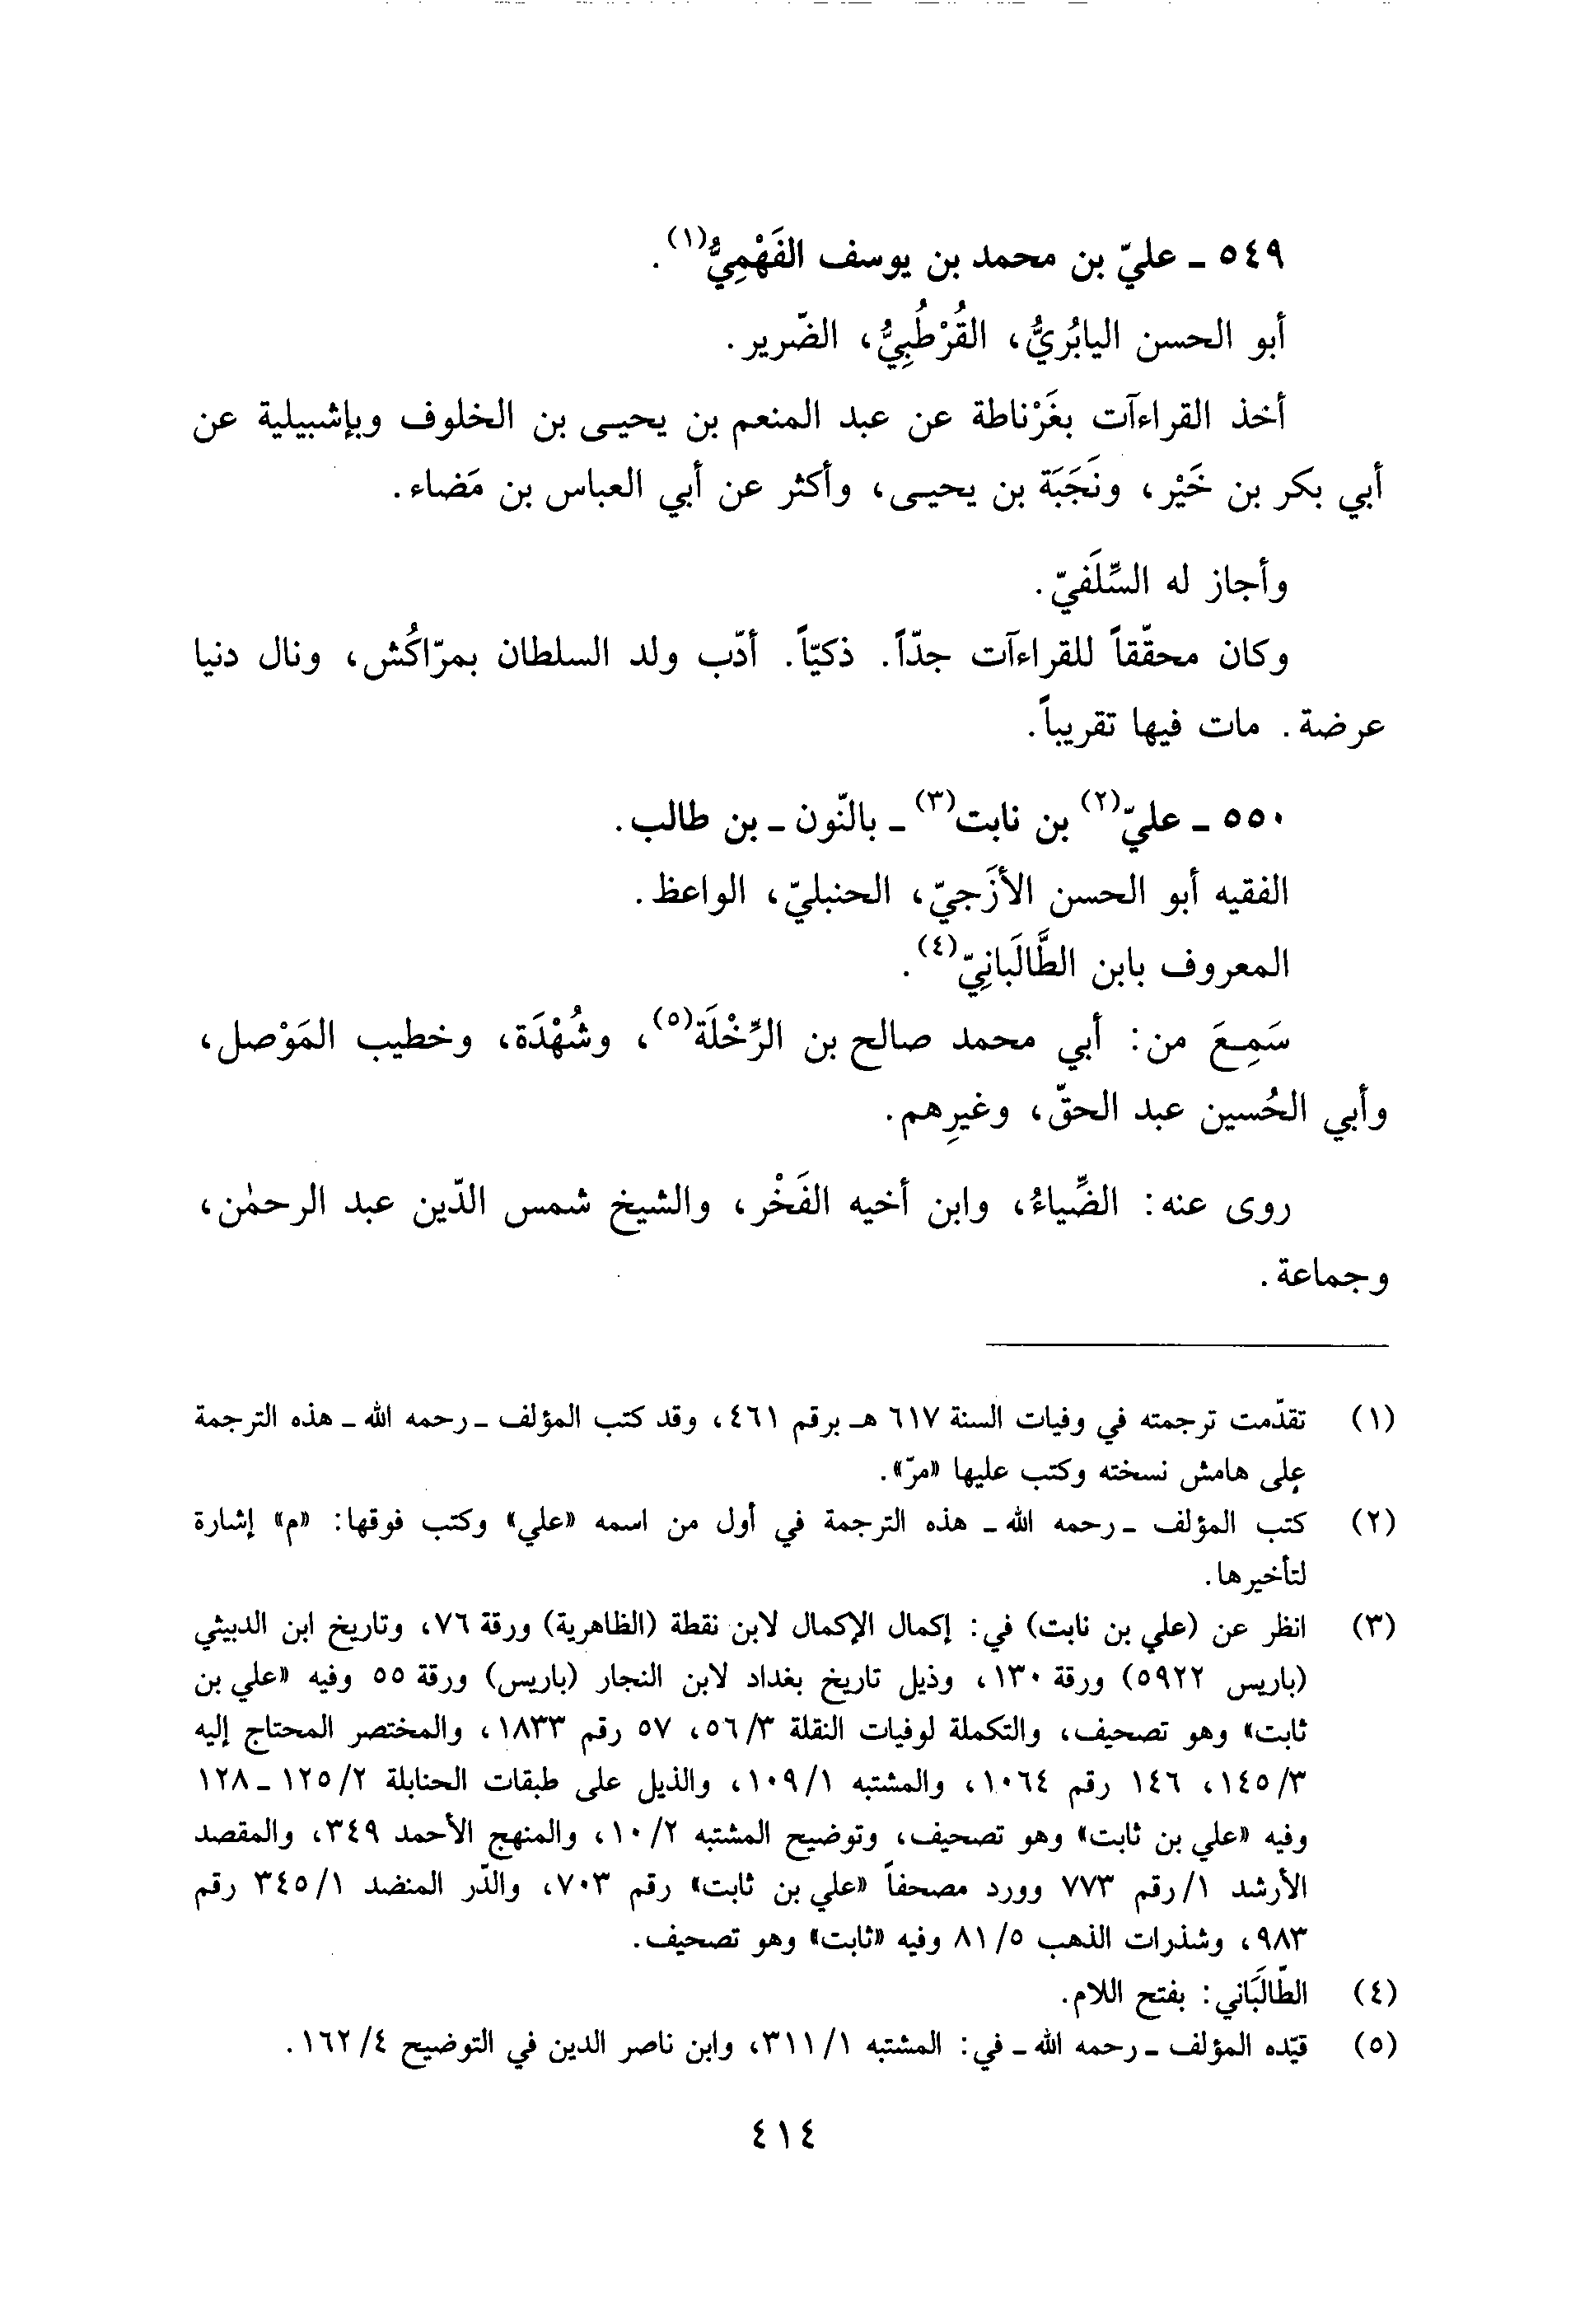 ٥٤٩ ـ عليّ بن محمد بن يوسف الفَهْمِيُّ(١).
أبو الحسن اليابُريُّ، القُرْطُبِيُّ، الضّرير.
أخذ القراءآت بغَرْناطة عن عبد المنعم بن يحيـى بن الخلوف وبإشبيلية عن
أبي بكر بن خَيْر، ونَجَبَة بن يحيـى، وأكثر عن أبي العباس بن مَضاء.
وأجاز له السِّلَفيّ.
وكان محقّقاً للقراءآت جدّاً. ذكيّاً. أدّب ولد السلطان بمرّاكُش، ونال دنيا
عرضة. مات فيها تقريباً.
٥٥٠ ـ عليّ(٢) بن نابت(٣) ـ بالنّون ـ بن طالب.
الفقيه أبو الحسن الأزَجيّ، الحنبليّ، الواعظ.
المعروف بابن الطَّالَبانِيّ(٤).
سَمِعَ من: أبي محمد صالح بن الرِّخْلَة(٥)، وشُهْدَة، وخطيب المَوْصل،
وأبي الحُسين عبد الحقّ، وغيرِهم.
روى عنه: الضِّياءُ، وابن أخيه الفَخْر، والشيخ شمس الدّين عبد الرحمٰن،
وجماعة.
(١) تقدّمت ترجمته في وفيات السنة ٦١٧ هـ برقم ٤٦١، وقد كتب المؤلف ـ رحمه الله ـ هذه الترجمة
على هامش نسخته وكتب عليها «مرّ».
(٢) كتب المؤلف ـ رحمه الله ـ هذه الترجمة في أول من اسمه «علي» وكتب فوقها: «م» إشارة
لتأخيرها.
(٣) انظر عن (علي بن نابت) في: إكمال الإكمال لابن نقطة (الظاهرية) ورقة ٧٦، وتاريخ ابن الدبيثي
(باريس ٥٩٢٢) ورقة ١٣٠، وذيل تاريخ بغداد لابن النجار (باريس) ورقة ٥٥ وفيه «علي بن
ثابت» وهو تصحيف، والتكملة لوفيات النقلة ٣/ ٥٦، ٥٧ رقم ١٨٣٣، والمختصر المحتاج إليه
٣/ ١٤٥، ١٤٦ رقم ١٠٦٤، والمشتبه ١/ ١٠٩، والذيل على طبقات الحنابلة ٢/ ١٢٥ ـ ١٢٨
وفيه «علي بن ثابت» وهو تصحيف، وتوضيح المشتبه ٢/ ١٠، والمنهج الأحمد ٣٤٩، والمقصد
الأرشد ١/ رقم ٧٧٣ وورد مصحفاً «علي بن ثابت» رقم ٧٠٣، والدّر المنضد ١/ ٣٤٥ رقم
٩٨٣، وشذرات الذهب ٥/ ٨١ وفيه «ثابت» وهو تصحيف.
(٤) الطّالَبَاني: بفتح اللام.
(٥) قيّده المؤلف ـ رحمه الله ـ في: المشتبه ١/ ٣١١، وابن ناصر الدين في التوضيح ٤/ ١٦٢.
٤١٤